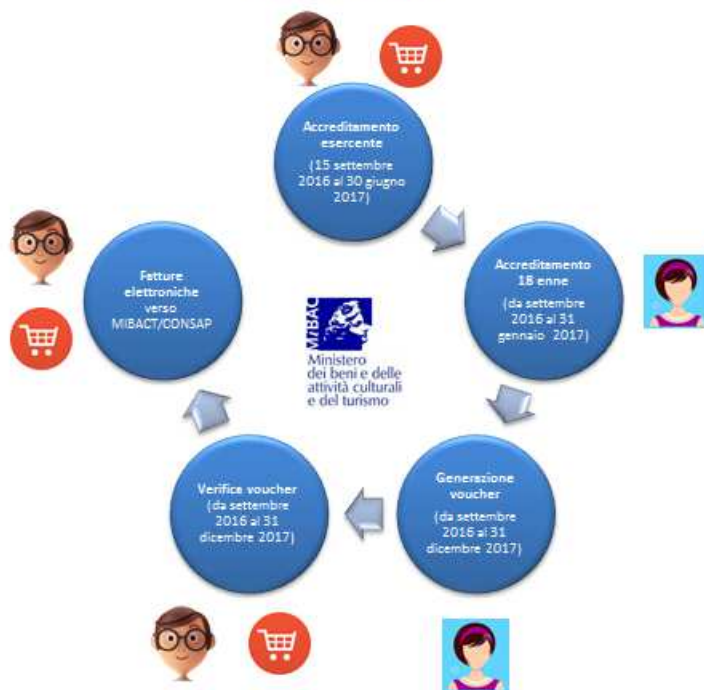 Accreditamento
esercente
(15 settembre
2016 al 30 giugno
2017)
Accreditamento
18 enne
(da settembre
2016 al 31
gennaio 2017)
Generazione
voucher
(da settembre
2016 al 31
dicembre 2017)
Verifica voucher
(da settembre
2016 al 31
dicembre 2017)
Fatture
elettroniche
verso
MIBACT/CONSAP
MiBAC
Ministero
dei beni e delle
attività culturali
e del turismo